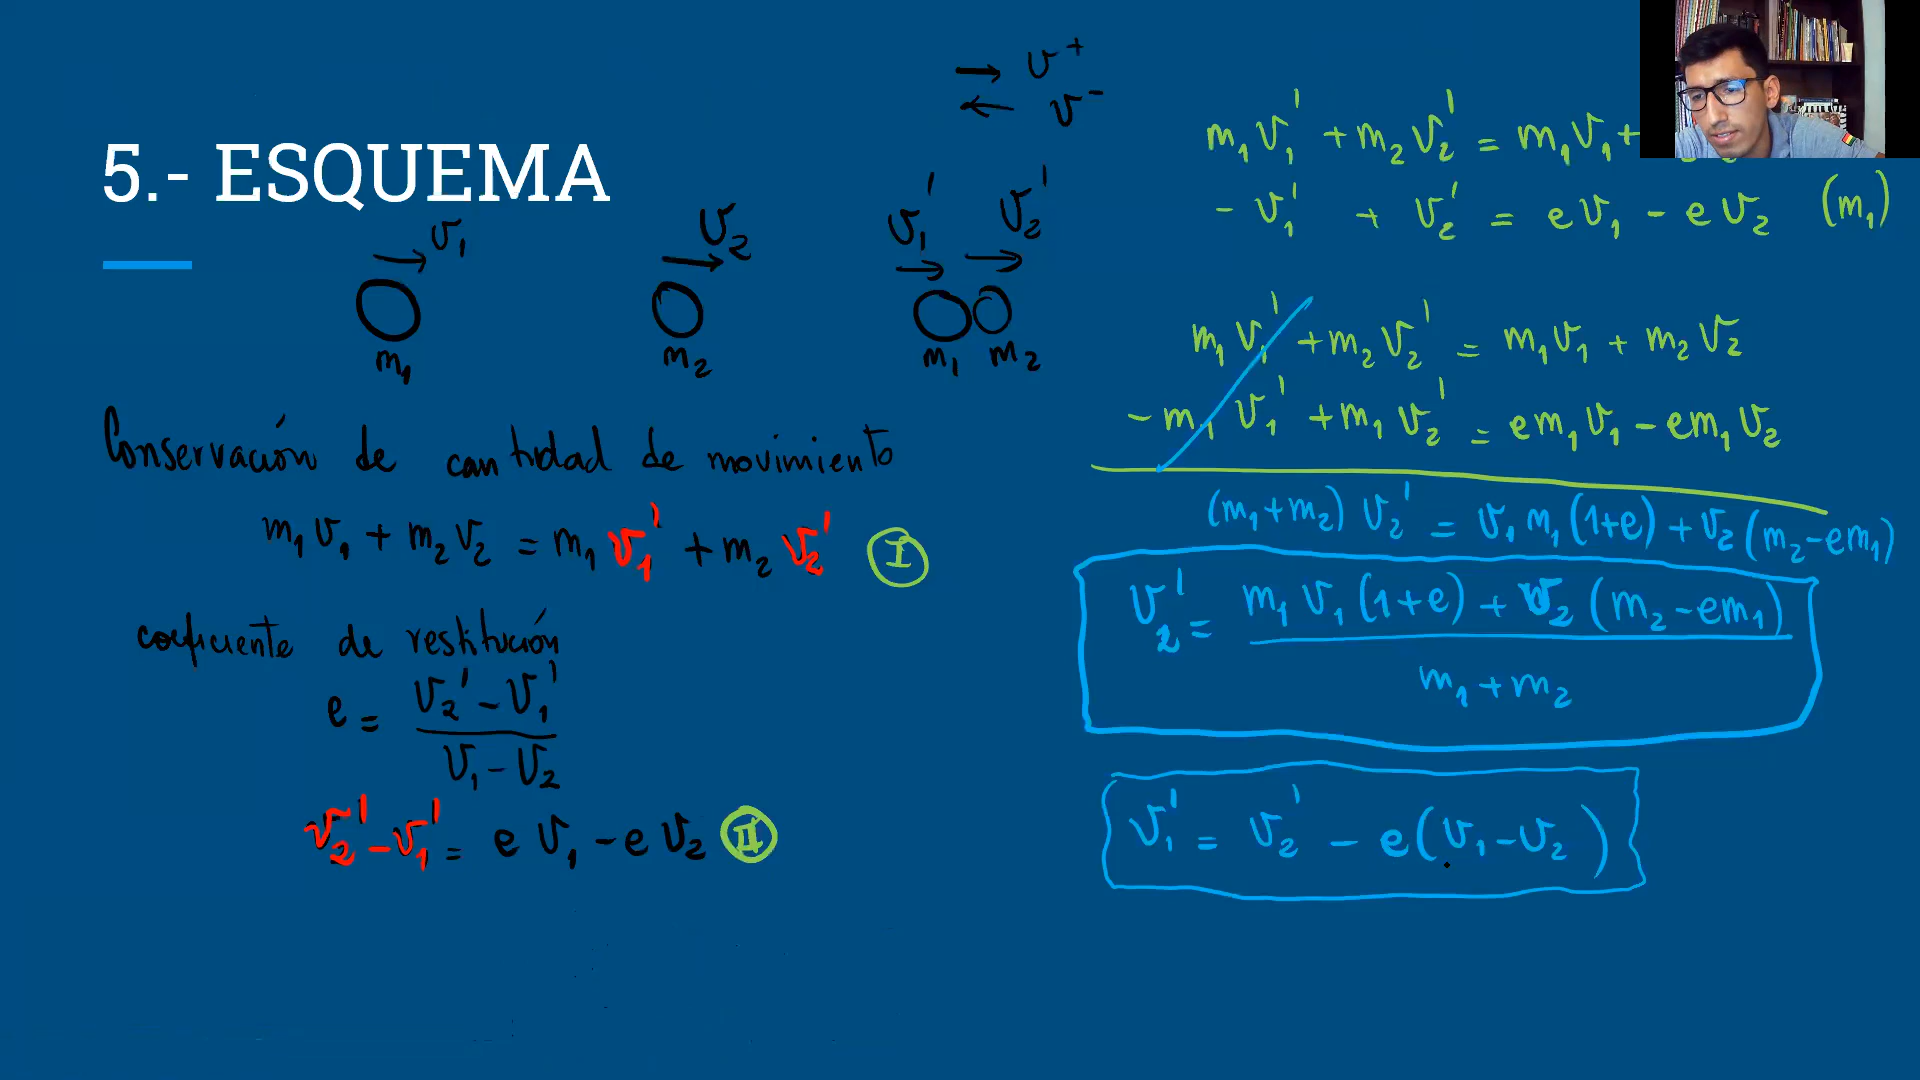 5.- ESQUEMA
→ v⁺
← v⁻
v₁ v₂ v₁' v₂'
m₁ m₂ m₁ m₂
Conservación de cantidad de movimiento
m₁v₁ + m₂v₂ = m₁v₁' + m₂v₂' I
coeficiente de restitución
e = (v₂' - v₁') / (v₁ - v₂)
v₂' - v₁' = e v₁ - e v₂ II
m₁v₁' + m₂v₂' = m₁v₁ +
- v₁' + v₂' = e v₁ - e v₂ (m₁)
m₁v₁' + m₂v₂' = m₁v₁ + m₂v₂
- m₁v₁' + m₁v₂' = em₁v₁ - em₁v₂
(m₁+m₂) v₂' = v₁m₁(1+e) + v₂(m₂-em₁)
v₂' = (m₁v₁(1+e) + v₂(m₂-em₁)) / (m₁+m₂)
v₁' = v₂' - e(v₁-v₂)